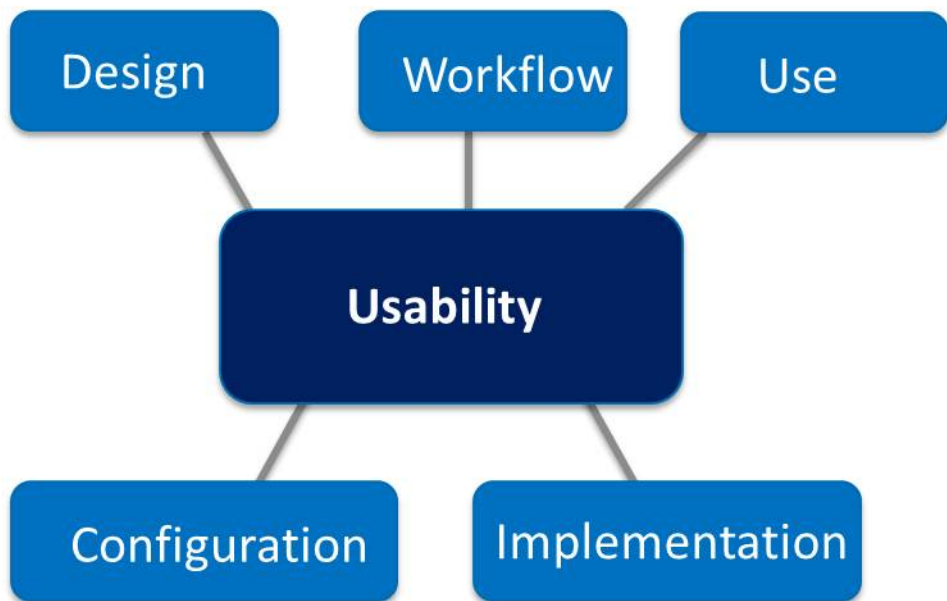 Design
Workflow
Use
Usability
Configuration
Implementation